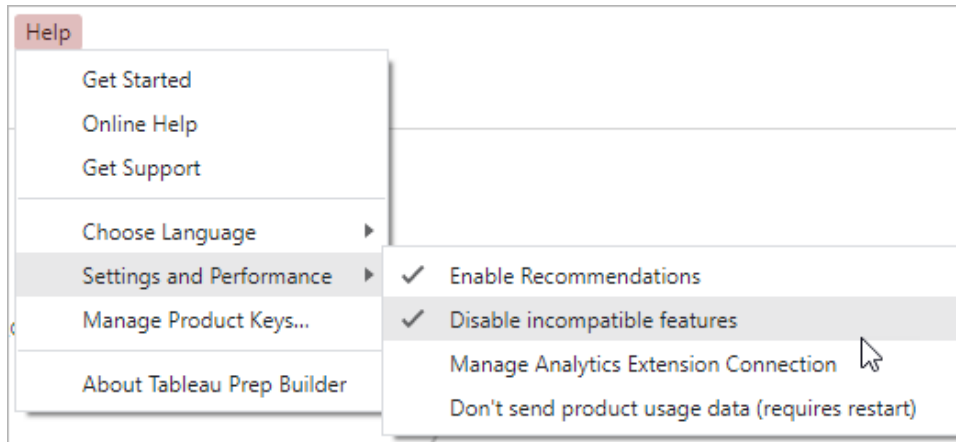 Help
Get Started
Online Help
Get Support
Choose Language
Settings and Performance
Manage Product Keys...
About Tableau Prep Builder
Enable Recommendations
Disable incompatible features
Manage Analytics Extension Connection
Don't send product usage data (requires restart)